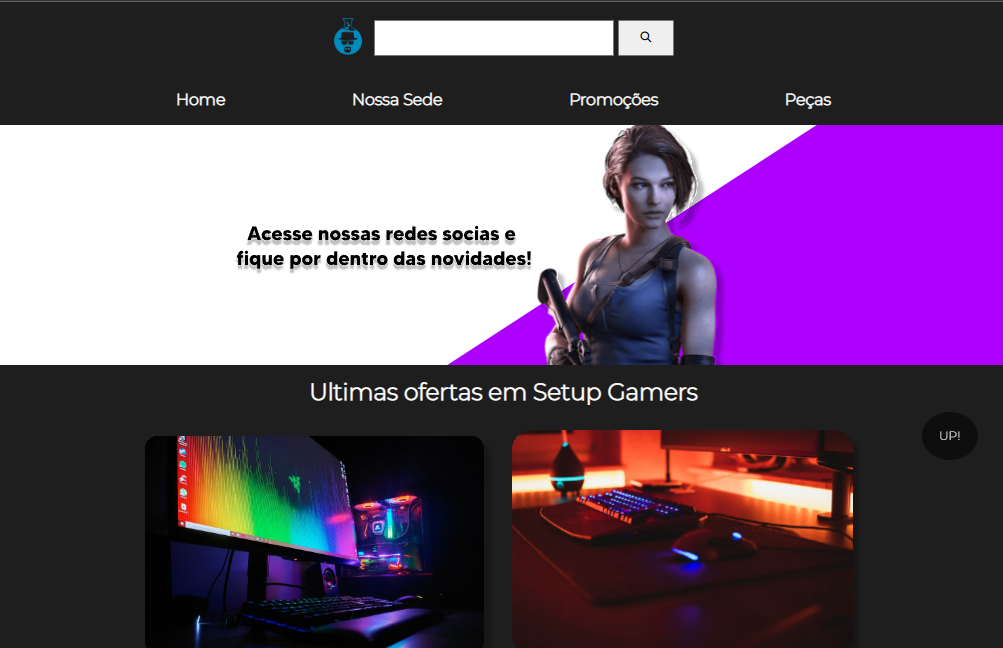 Home
Nossa Sede
Promoções
Peças
Acesse nossas redes socias e
fique por dentro das novidades!
Ultimas ofertas em Setup Gamers
UP!